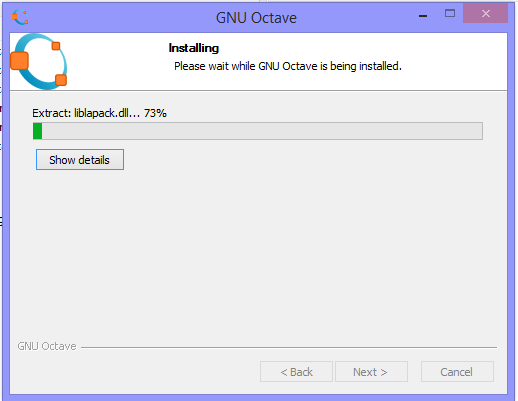 GNU Octave
Installing
Please wait while GNU Octave is being installed.
Extract: liblapack.dll... 73%
Show details
GNU Octave
< Back
Next >
Cancel